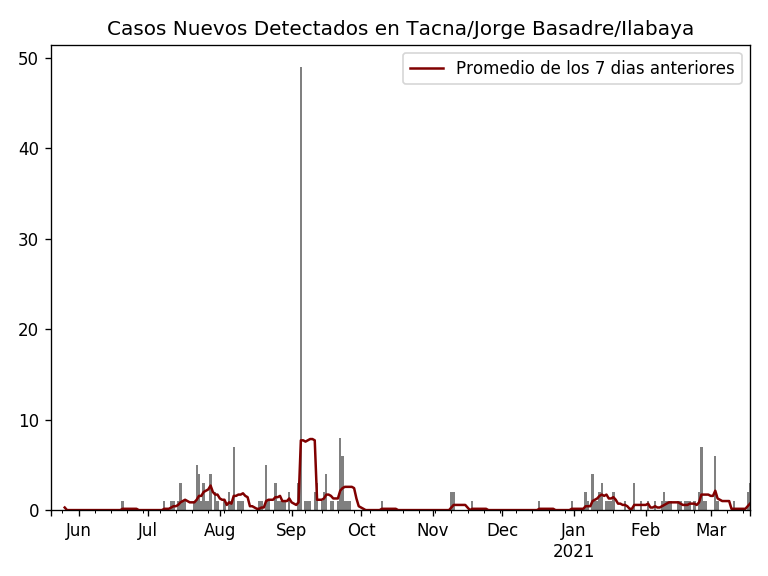 Casos Nuevos Detectados en Tacna/Jorge Basadre/Ilabaya
Promedio de los 7 dias anteriores
50
40
30
20
10
0
Jun Jul Aug Sep Oct Nov Dec Jan Feb Mar
2021